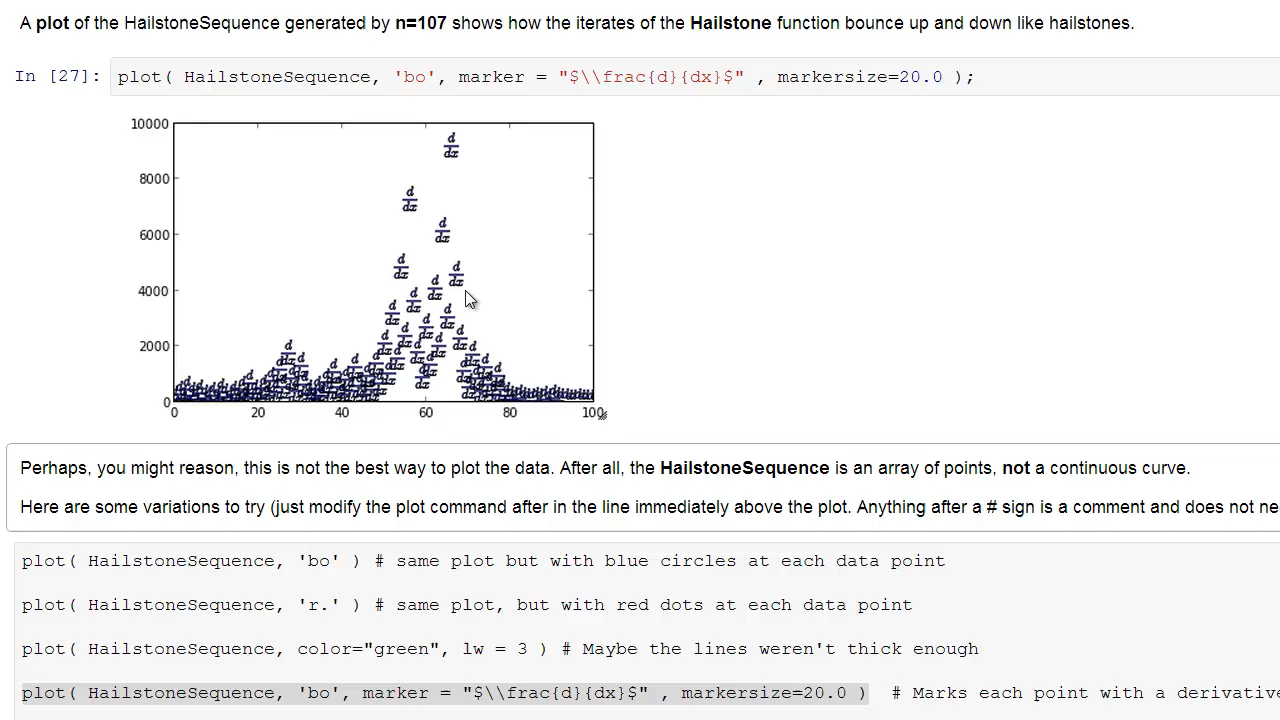 A plot of the HailstoneSequence generated by n=107 shows how the iterates of the Hailstone function bounce up and down like hailstones.
In [27]: plot( HailstoneSequence, 'bo', marker = "$\\frac{d}{dx}$" , markersize=20.0 );
10000
8000
6000
4000
2000
0
0 20 40 60 80 100
Perhaps, you might reason, this is not the best way to plot the data. After all, the HailstoneSequence is an array of points, not a continuous curve.
Here are some variations to try (just modify the plot command after in the line immediately above the plot. Anything after a # sign is a comment and does not ne
plot( HailstoneSequence, 'bo' ) # same plot but with blue circles at each data point
plot( HailstoneSequence, 'r.' ) # same plot, but with red dots at each data point
plot( HailstoneSequence, color="green", lw = 3 ) # Maybe the lines weren't thick enough
plot( HailstoneSequence, 'bo', marker = "$\\frac{d}{dx}$" , markersize=20.0 ) # Marks each point with a derivative